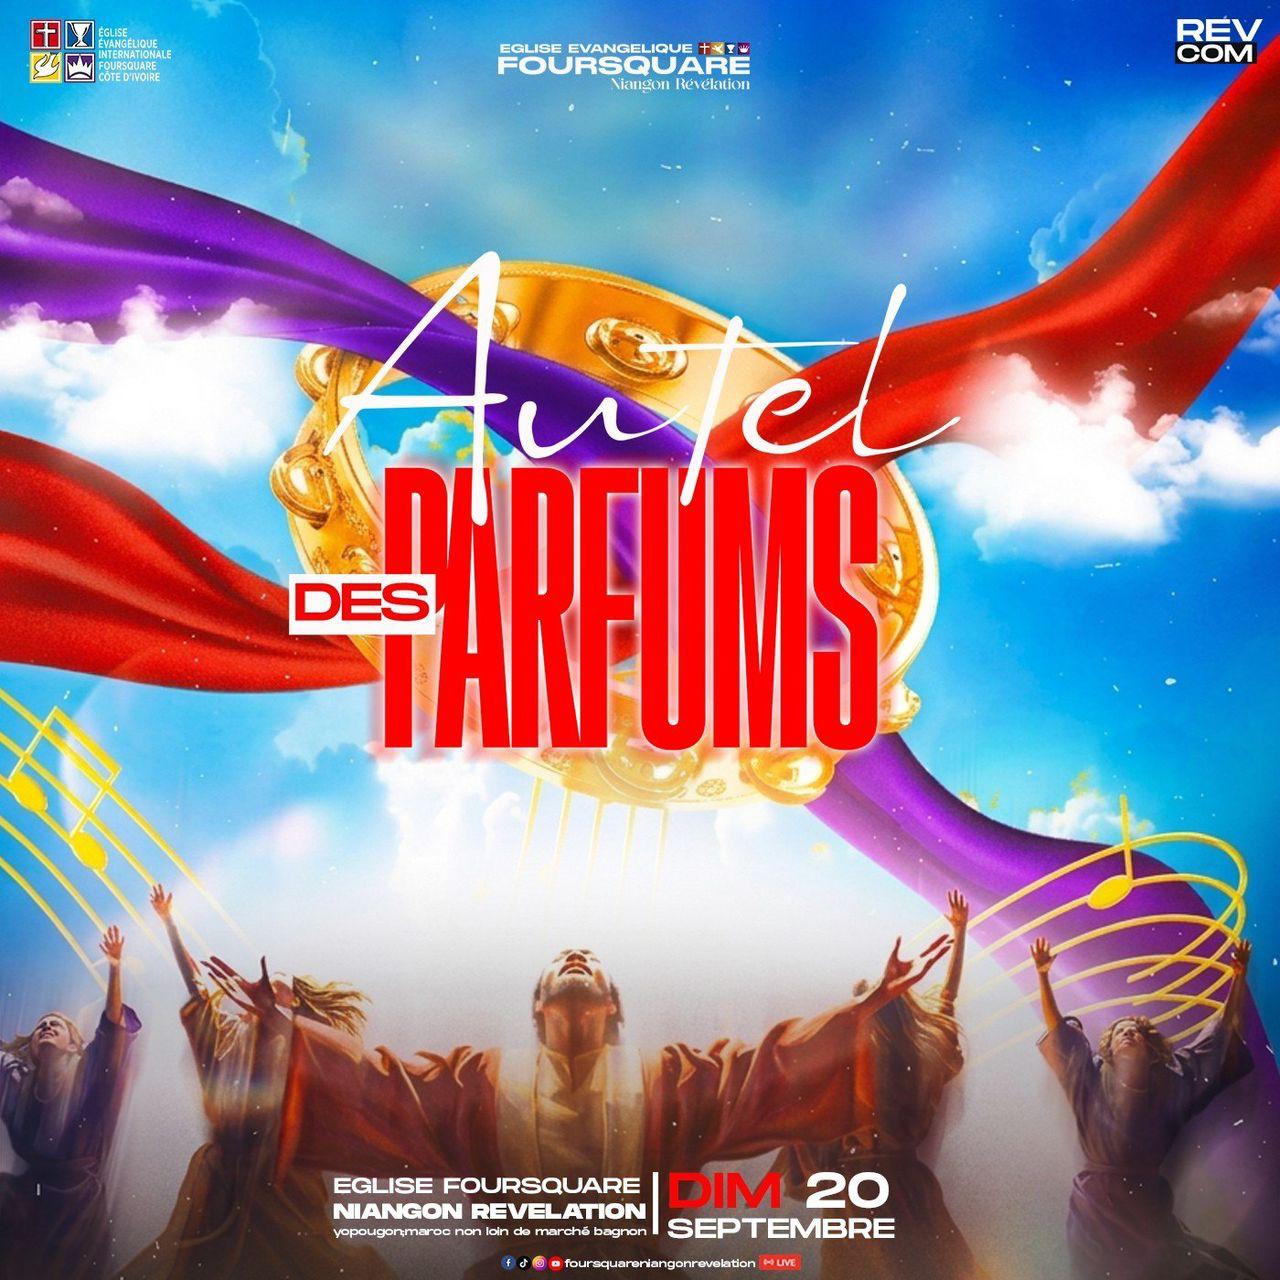 ÉGLISE
ÉVANGÉLIQUE
INTERNATIONALE
FOURSQUARE
CÔTE D'IVOIRE
EGLISE EVANGELIQUE
FOURSQUARE
Niangon Révélation
RÉV
COM
Autel
DES PARFUMS
EGLISE FOURSQUARE
NIANGON REVELATION
yopougon;maroc non loin de marché bagnon
DIM 20
SEPTEMBRE
foursquareniangonrevelation LIVE